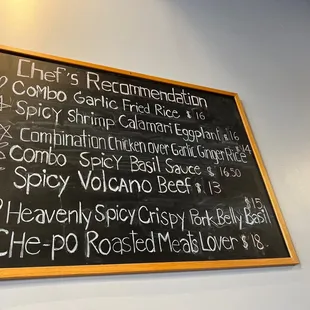 Chef's Recommendation
Combo Garlic Fried Rice $16
Spicy Shrimp Calamari Eggplant $16
Combination Chicken over Garlic Ginger Rice $14
Combo Spicy Basil Sauce $16.50
Spicy Volcano Beef $13
Heavenly Spicy Crispy Pork Belly Basil $15
Che-po Roasted Meats Lover $18